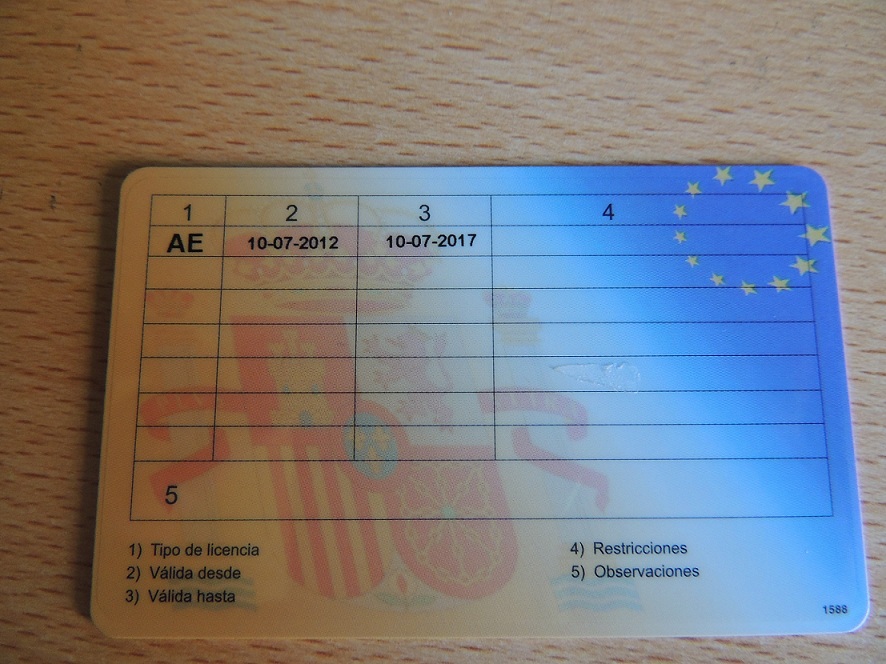 1 2 3 4
AE 10-07-2012 10-07-2017
5
1) Tipo de licencia
2) Válida desde
3) Válida hasta
4) Restricciones
5) Observaciones
1588